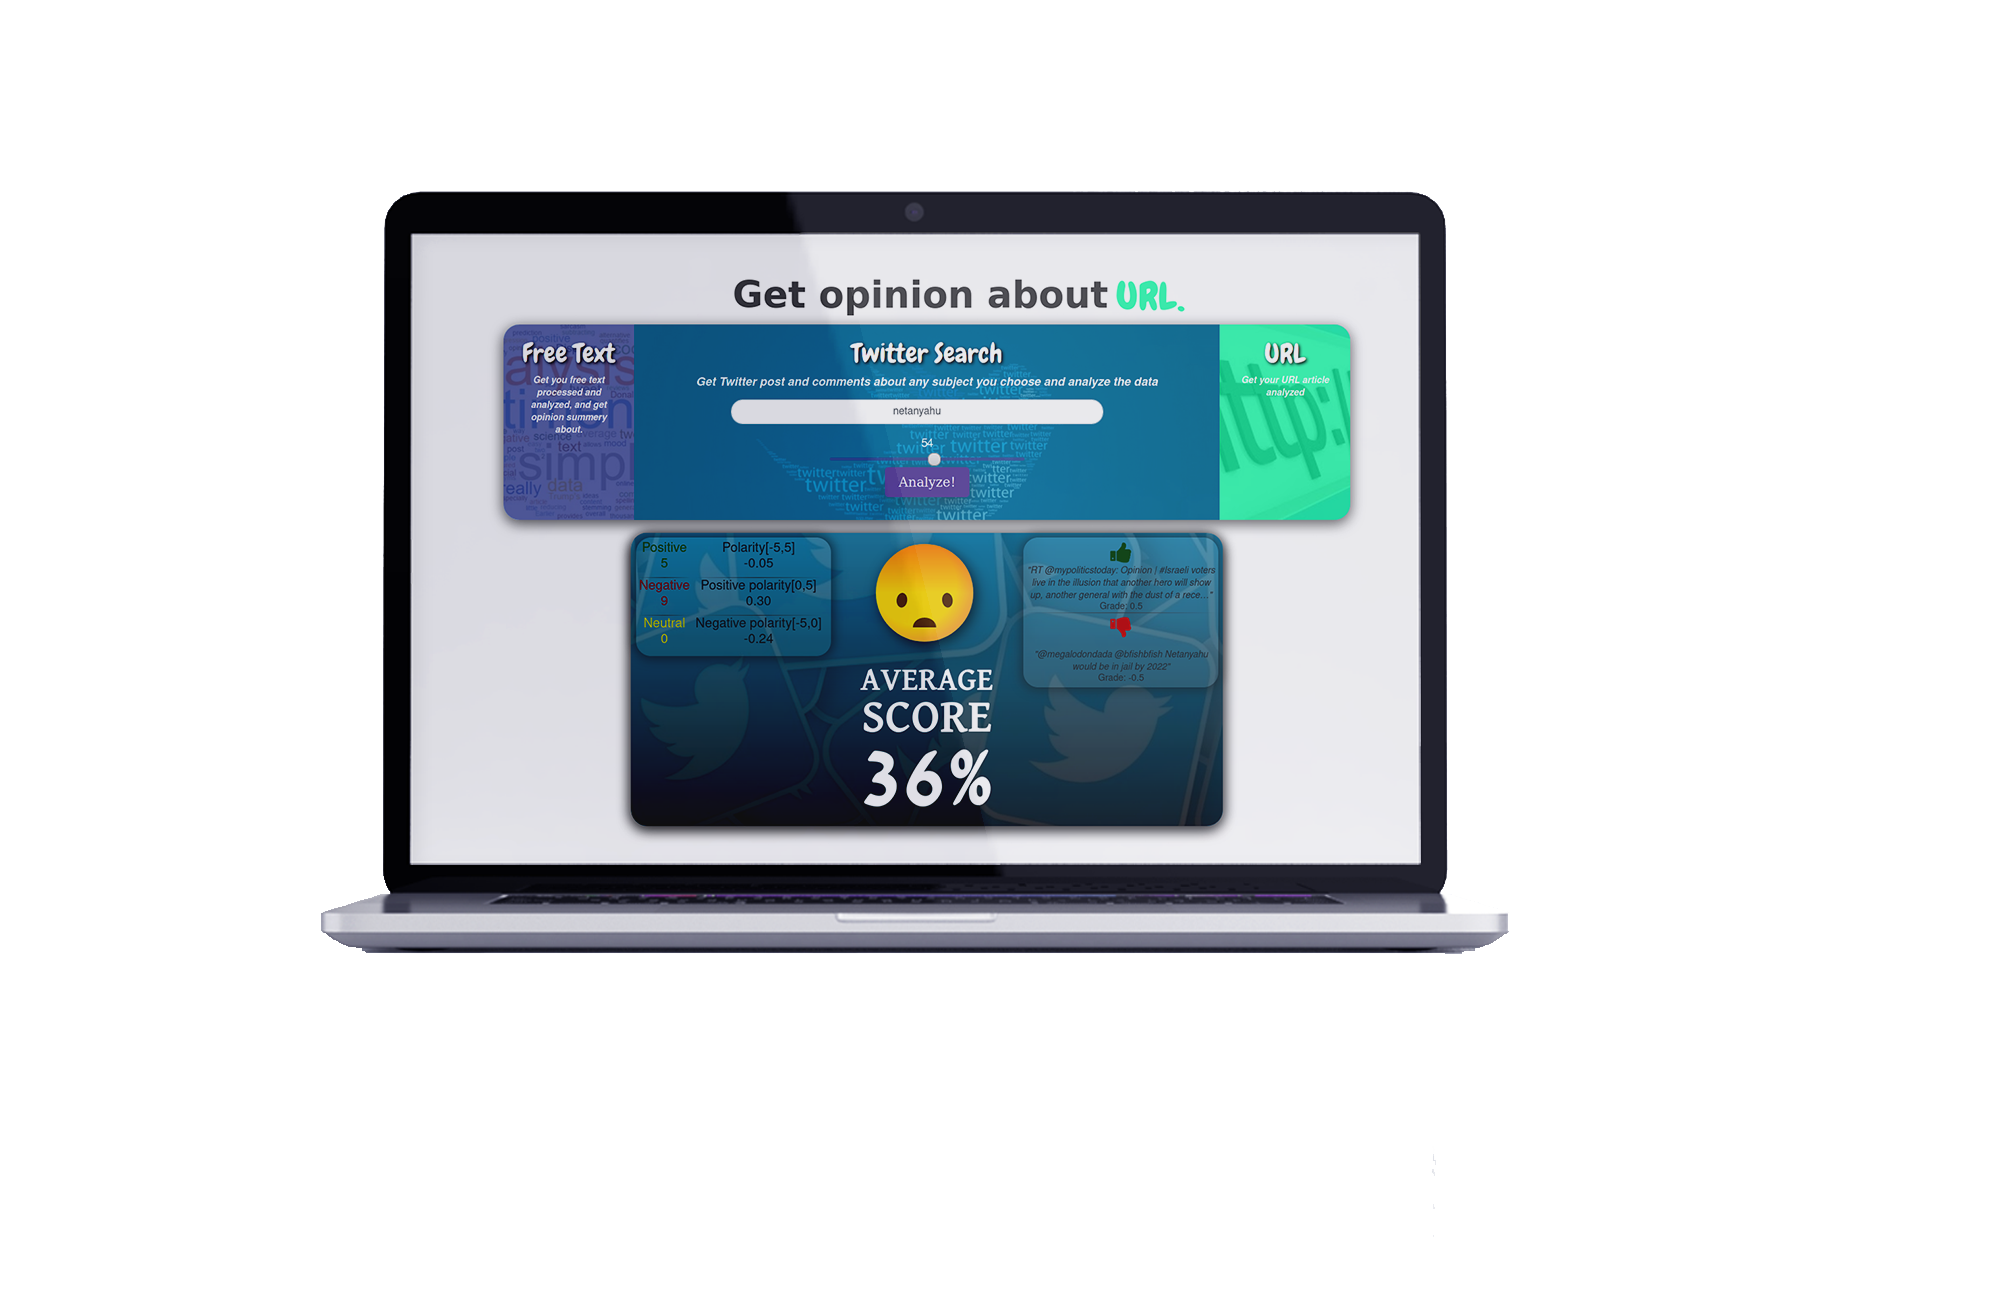 Get opinion about URL.
Free Text
Get you free text
processed and
analyzed, and get
opinion summery
about.
Twitter Search
Get Twitter post and comments about any subject you choose and analyze the data
netanyahu
54
Analyze!
URL
Get your URL article
analyzed
http:/
Positive
5
Polarity[-5,5]
-0.05
Negative
9
Positive polarity[0,5]
0.30
Neutral
0
Negative polarity[-5,0]
-0.24
AVERAGE
SCORE
36%
"RT @mypoliticstoday: Opinion | #Israeli voters
live in the illusion that another hero will show
up, another general with the dust of a rece…"
Grade: 0.5
"@megalodondada @bfishbfish Netanyahu
would be in jail by 2022"
Grade: -0.5